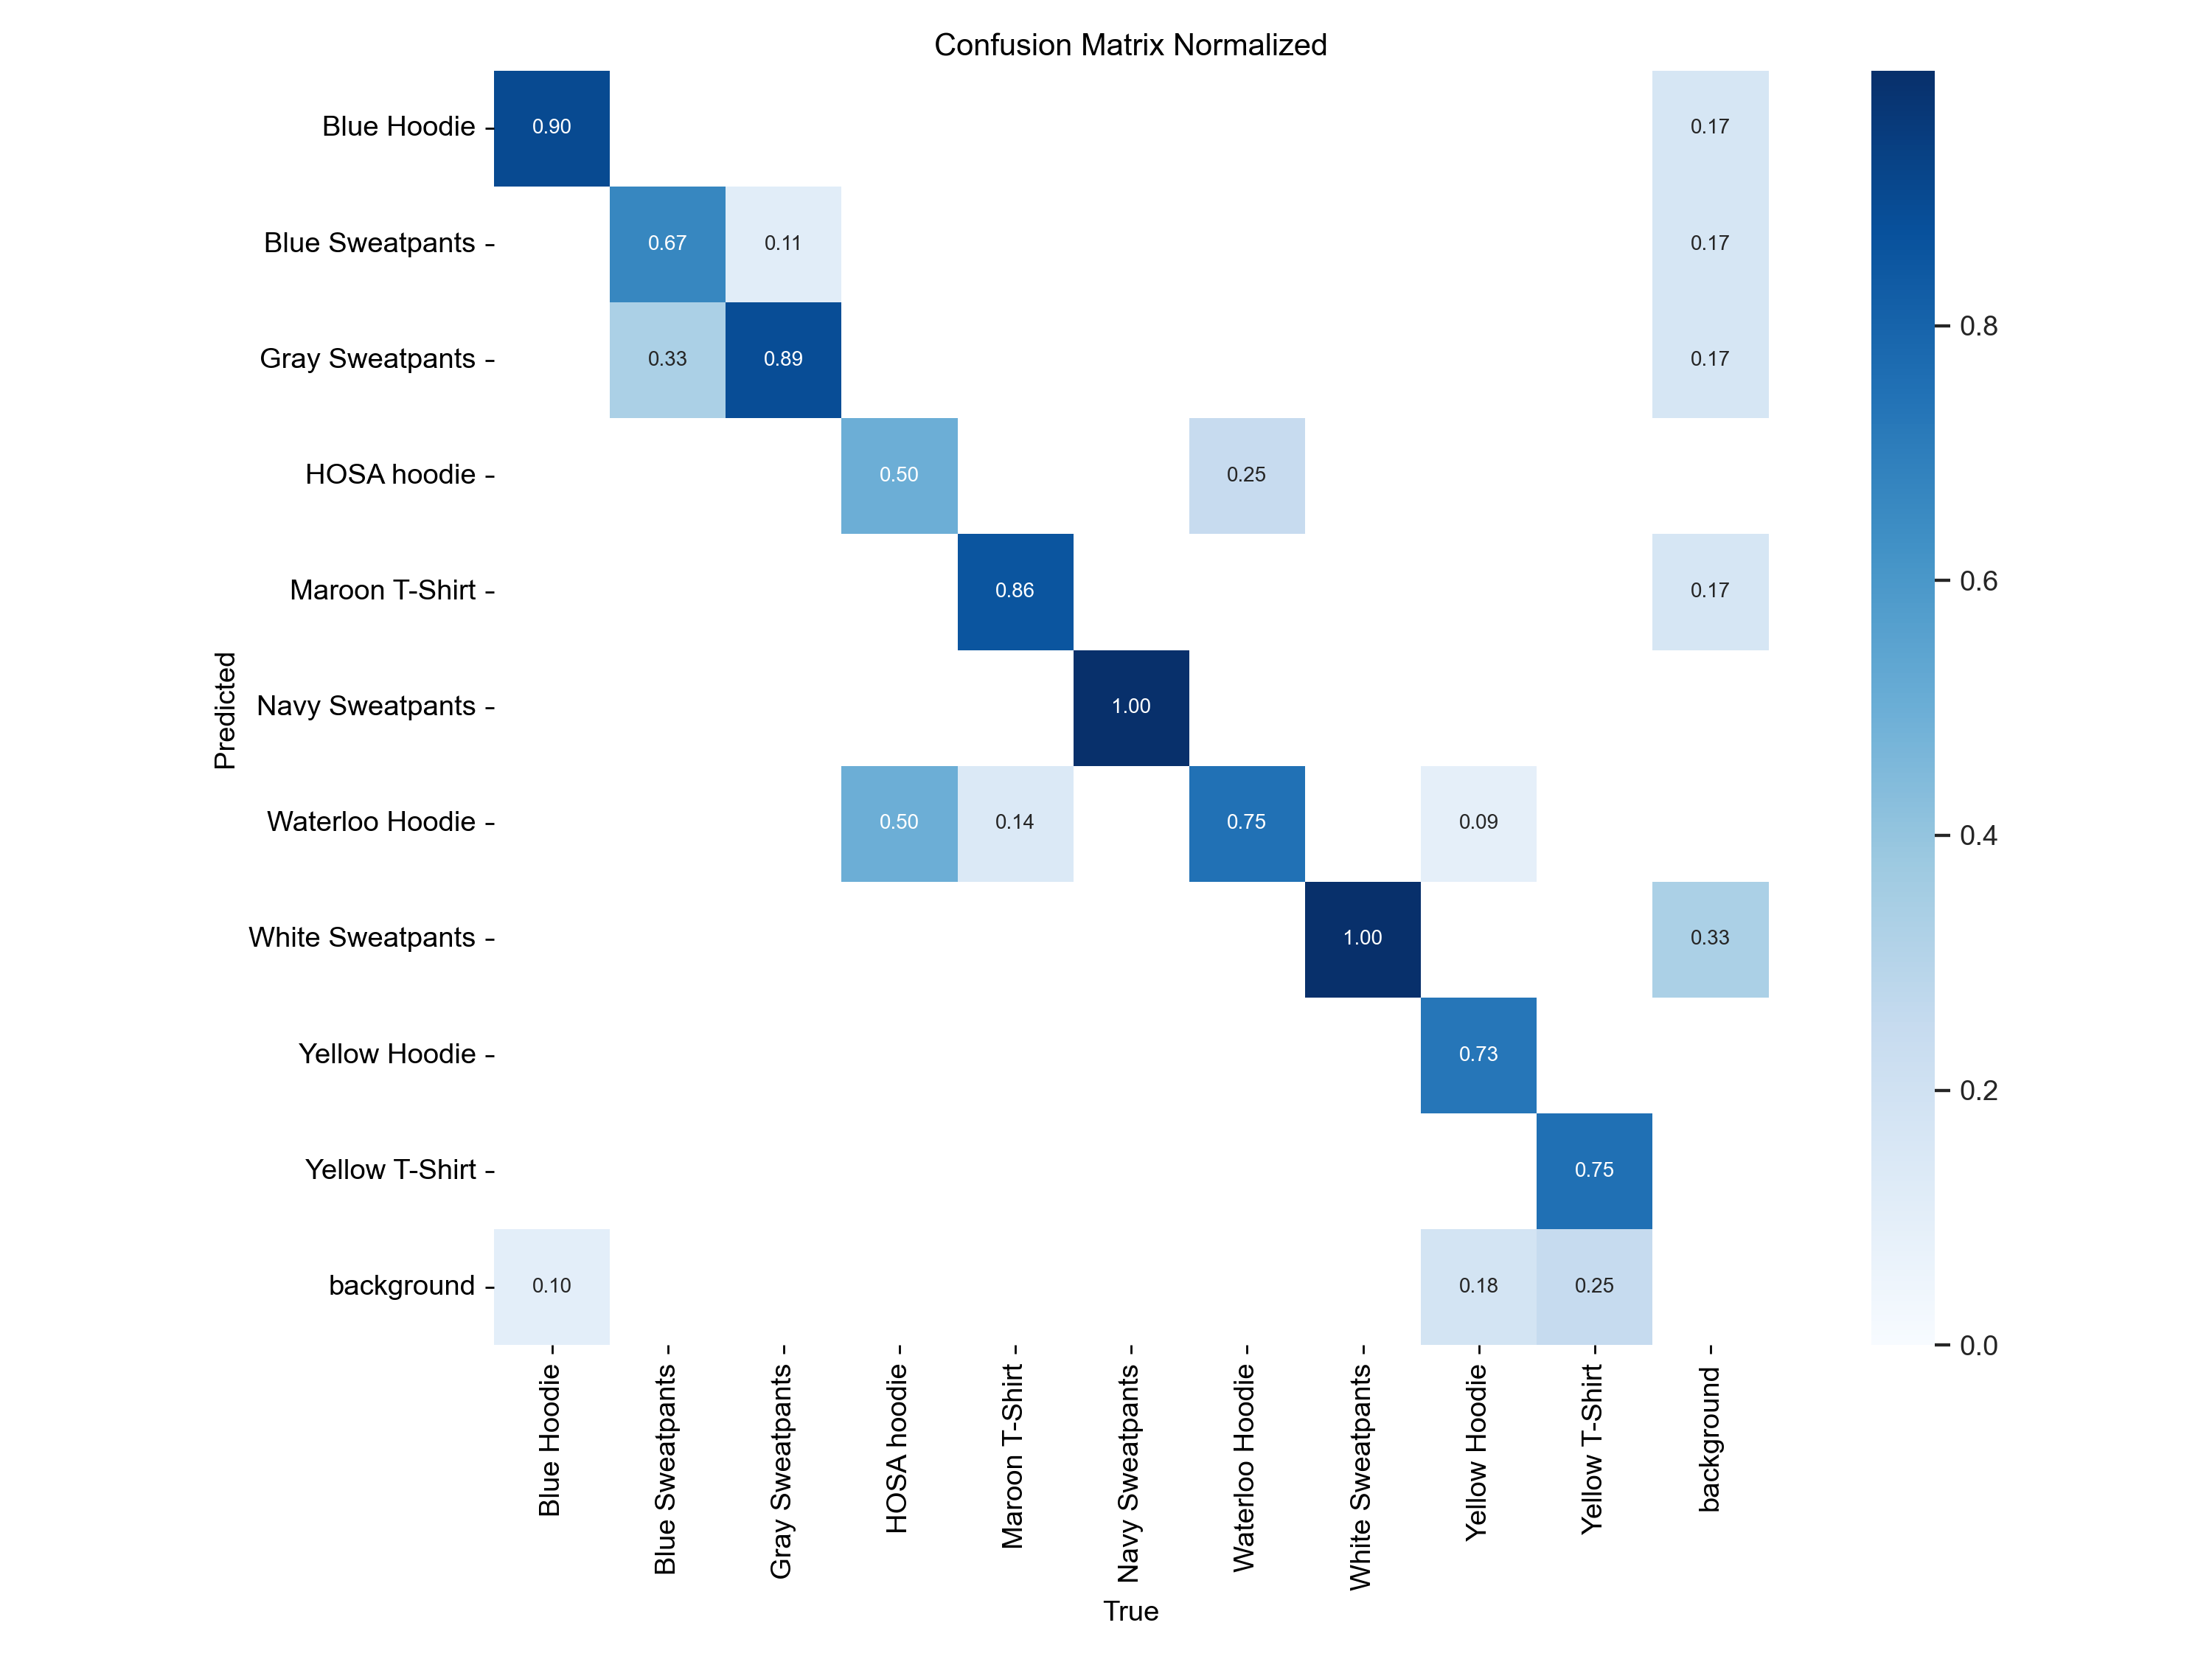 Confusion Matrix Normalized
Blue Hoodie
0.90
0.17
Blue Sweatpants
0.67
0.11
0.17
Gray Sweatpants
0.33
0.89
0.17
HOSA hoodie
0.50
0.25
Maroon T-Shirt
0.86
0.17
Navy Sweatpants
1.00
Waterloo Hoodie
0.50
0.14
0.75
0.09
White Sweatpants
1.00
0.33
Yellow Hoodie
0.73
Yellow T-Shirt
0.75
background
0.10
0.18
0.25
Predicted
Blue Hoodie
Blue Sweatpants
Gray Sweatpants
HOSA hoodie
Maroon T-Shirt
Navy Sweatpants
Waterloo Hoodie
White Sweatpants
Yellow Hoodie
Yellow T-Shirt
background
True
0.8
0.6
0.4
0.2
0.0